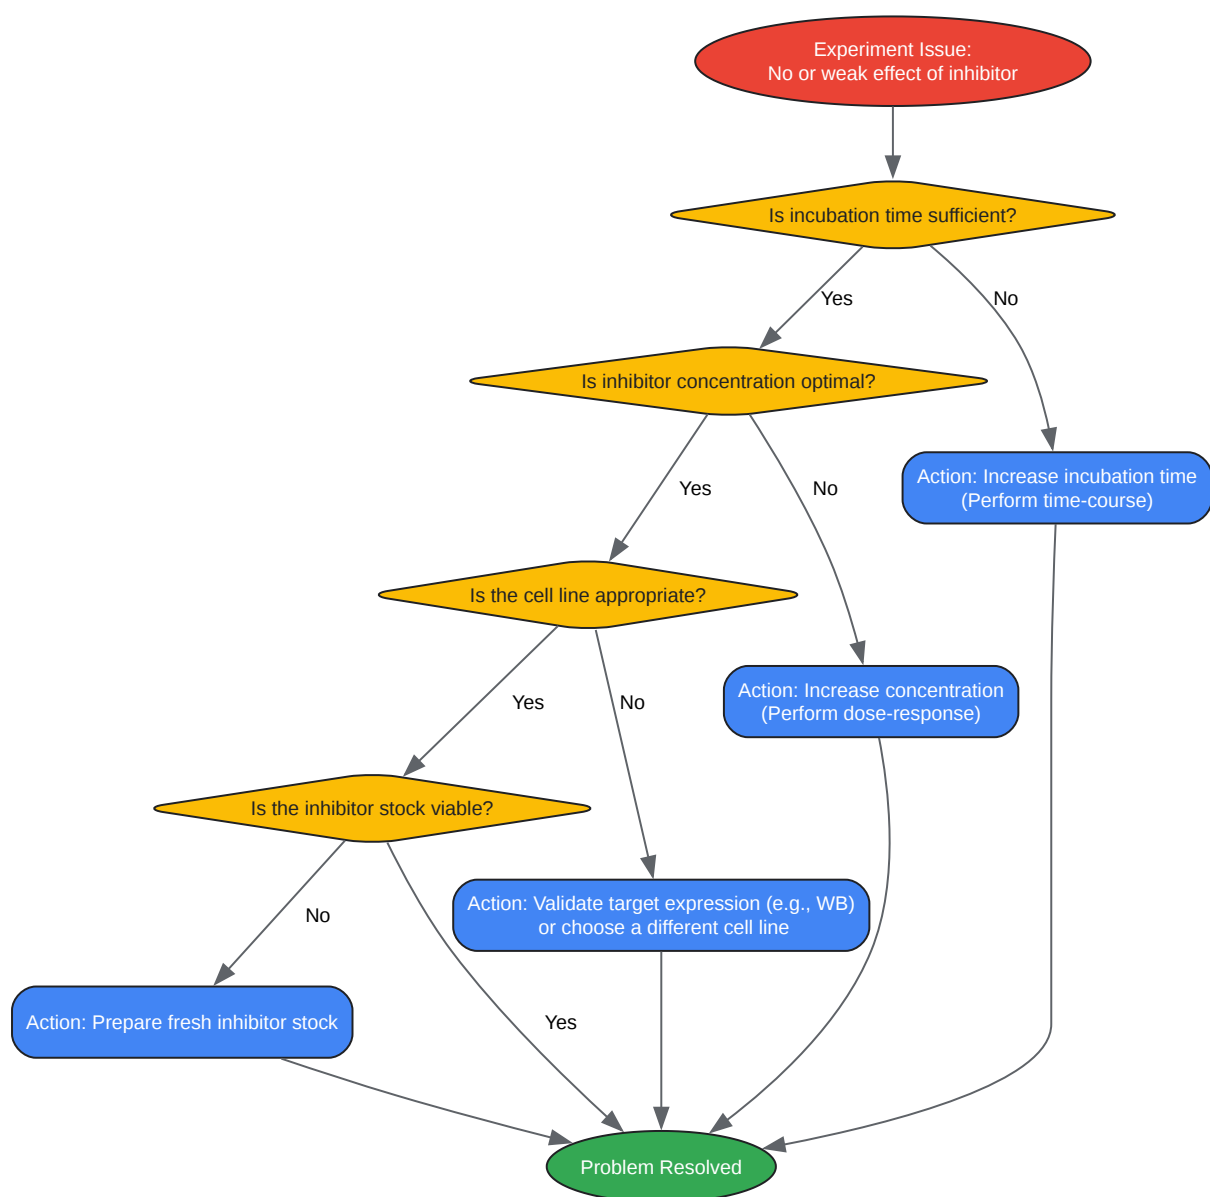 Experiment Issue:
No or weak effect of inhibitor
Is incubation time sufficient?
Yes
No
Is inhibitor concentration optimal?
Action: Increase incubation time
(Perform time-course)
Yes
No
Is the cell line appropriate?
Action: Increase concentration
(Perform dose-response)
Yes
No
Is the inhibitor stock viable?
Action: Validate target expression (e.g., WB)
or choose a different cell line
No
Action: Prepare fresh inhibitor stock
Yes
Problem Resolved